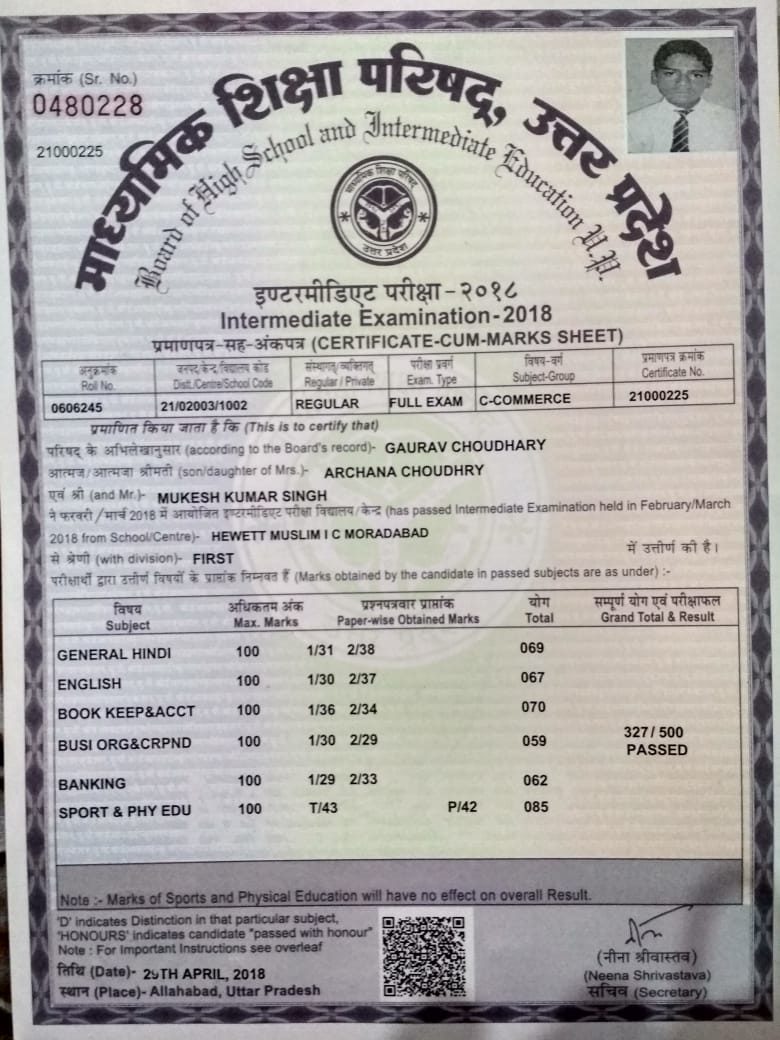 क्रमांक (Sr. No.)
0480228
21000225
माध्यमिक शिक्षा परिषद्, उत्तर प्रदेश
Board of High School and Intermediate Education U.P.
माध्यमिक शिक्षा परिषद्
उत्तर प्रदेश
इण्टरमीडिएट परीक्षा-२०१८
Intermediate Examination-2018
प्रमाणपत्र-सह-अंकपत्र (CERTIFICATE-CUM-MARKS SHEET)
अनुक्रमांक जनपद/केन्द्र/विद्यालय कोड संस्थागत/व्यक्तिगत परीक्षा प्रवर्ग विषय-वर्ग प्रमाणपत्र क्रमांक
Roll No. Distt./Centre/School Code Regular / Private Exam. Type Subject-Group Certificate No.
0606245 21/02003/1002 REGULAR FULL EXAM C-COMMERCE 21000225
प्रमाणित किया जाता है कि (This is to certify that)
परिषद् के अभिलेखानुसार (according to the Board's record)- GAURAV CHOUDHARY
आत्मज/आत्मजा श्रीमती (son/daughter of Mrs.)- ARCHANA CHOUDHRY
एवं श्री (and Mr.)- MUKESH KUMAR SINGH
ने फरवरी/मार्च 2018 में आयोजित इण्टरमीडिएट परीक्षा विद्यालय/केन्द्र (has passed Intermediate Examination held in February/March
2018 from School/Centre)- HEWETT MUSLIM I C MORADABAD
से श्रेणी (with division)- FIRST में उत्तीर्ण की है।
परीक्षार्थी द्वारा उत्तीर्ण विषयों के प्राप्तांक निम्नवत हैं (Marks obtained by the candidate in passed subjects are as under) :-
विषय अधिकतम अंक प्रश्नपत्रवार प्राप्तांक योग सम्पूर्ण योग एवं परीक्षाफल
Subject Max. Marks Paper-wise Obtained Marks Total Grand Total & Result
GENERAL HINDI 100 1/31 2/38 069
ENGLISH 100 1/30 2/37 067
BOOK KEEP&ACCT 100 1/36 2/34 070
BUSI ORG&CRPND 100 1/30 2/29 059 327/500
PASSED
BANKING 100 1/29 2/33 062
SPORT & PHY EDU 100 T/43 P/42 085
Note :- Marks of Sports and Physical Education will have no effect on overall Result.
'D' indicates Distinction in that particular subject,
'HONOURS' indicates candidate "passed with honour"
Note : For Important Instructions see overleaf
तिथि (Date)- 29TH APRIL, 2018
स्थान (Place)- Allahabad, Uttar Pradesh
(नीना श्रीवास्तव)
(Neena Shrivastava)
सचिव (Secretary)